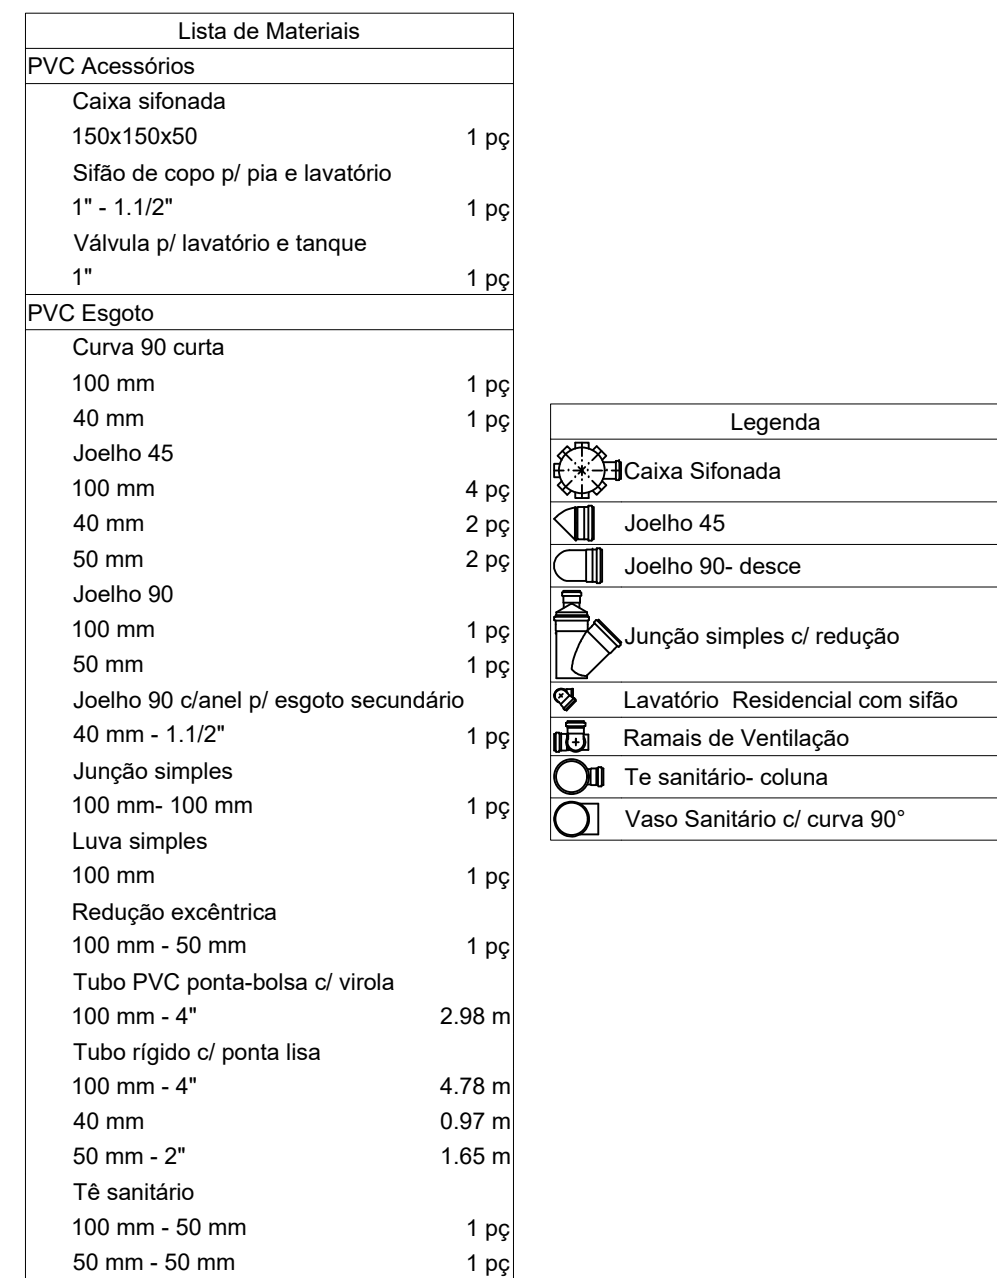 Lista de Materiais
PVC Acessórios
Caixa sifonada
150x150x50 1 pç
Sifão de copo p/ pia e lavatório
1" - 1.1/2" 1 pç
Válvula p/ lavatório e tanque
1" 1 pç
PVC Esgoto
Curva 90 curta
100 mm 1 pç
40 mm 1 pç
Joelho 45
100 mm 4 pç
40 mm 2 pç
50 mm 2 pç
Joelho 90
100 mm 1 pç
50 mm 1 pç
Joelho 90 c/anel p/ esgoto secundário
40 mm - 1.1/2" 1 pç
Junção simples
100 mm- 100 mm 1 pç
Luva simples
100 mm 1 pç
Redução excêntrica
100 mm - 50 mm 1 pç
Tubo PVC ponta-bolsa c/ virola
100 mm - 4" 2.98 m
Tubo rígido c/ ponta lisa
100 mm - 4" 4.78 m
40 mm 0.97 m
50 mm - 2" 1.65 m
Tê sanitário
100 mm - 50 mm 1 pç
50 mm - 50 mm 1 pç
Legenda
Caixa Sifonada
Joelho 45
Joelho 90- desce
Junção simples c/ redução
Lavatório Residencial com sifão
Ramais de Ventilação
Te sanitário- coluna
Vaso Sanitário c/ curva 90°